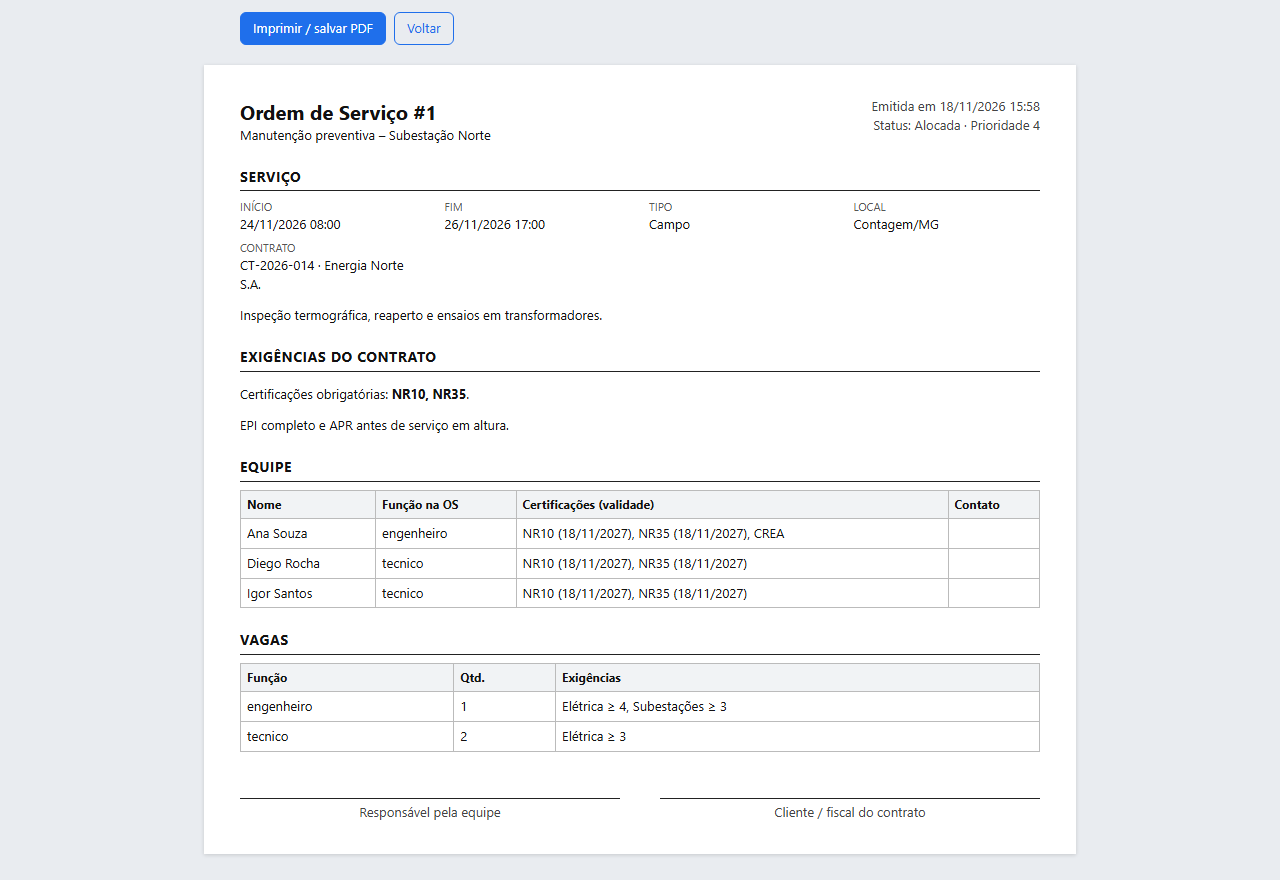 Imprimir / salvar PDF
Voltar
Ordem de Serviço #1
Manutenção preventiva – Subestação Norte
Emitida em 18/11/2026 15:58
Status: Alocada · Prioridade 4
SERVIÇO
INÍCIO
24/11/2026 08:00
FIM
26/11/2026 17:00
TIPO
Campo
LOCAL
Contagem/MG
CONTRATO
CT-2026-014 · Energia Norte
S.A.
Inspeção termográfica, reaperto e ensaios em transformadores.
EXIGÊNCIAS DO CONTRATO
Certificações obrigatórias: NR10, NR35.
EPI completo e APR antes de serviço em altura.
EQUIPE
Nome Função na OS Certificações (validade) Contato
Ana Souza engenheiro NR10 (18/11/2027), NR35 (18/11/2027), CREA
Diego Rocha tecnico NR10 (18/11/2027), NR35 (18/11/2027)
Igor Santos tecnico NR10 (18/11/2027), NR35 (18/11/2027)
VAGAS
Função Qtd. Exigências
engenheiro 1 Elétrica ≥ 4, Subestações ≥ 3
tecnico 2 Elétrica ≥ 3
Responsável pela equipe
Cliente / fiscal do contrato